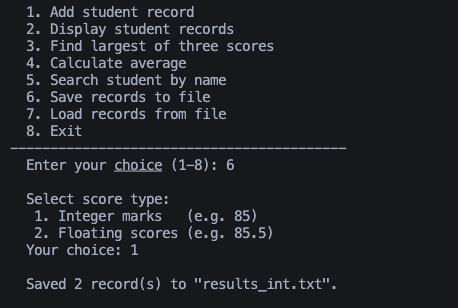 1. Add student record
2. Display student records
3. Find largest of three scores
4. Calculate average
5. Search student by name
6. Save records to file
7. Load records from file
8. Exit
------------------------------------------
Enter your choice (1-8): 6
Select score type:
1. Integer marks (e.g. 85)
2. Floating scores (e.g. 85.5)
Your choice: 1
Saved 2 record(s) to "results_int.txt".